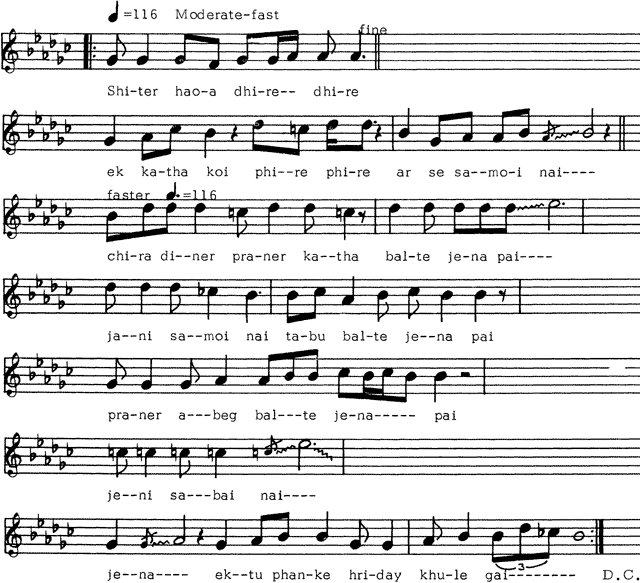 =116 Moderate-fast
fine
Shi-ter hao-a dhi-re-- dhi-re
ek ka-tha koi phi--re phi-re ar se sa--mo-i nai----
faster =116
chi-ra di--ner pra-ner ka--tha bal-te je-na pai----
ja--ni sa--moi nai ta-bu bal-te je--na pai
pra-ner a---beg bal---te jena----- pai
je--ni sa--bai nai----
je--na---- ek--tu phan-ke hri-day khu-le gai--------- D.C.
3